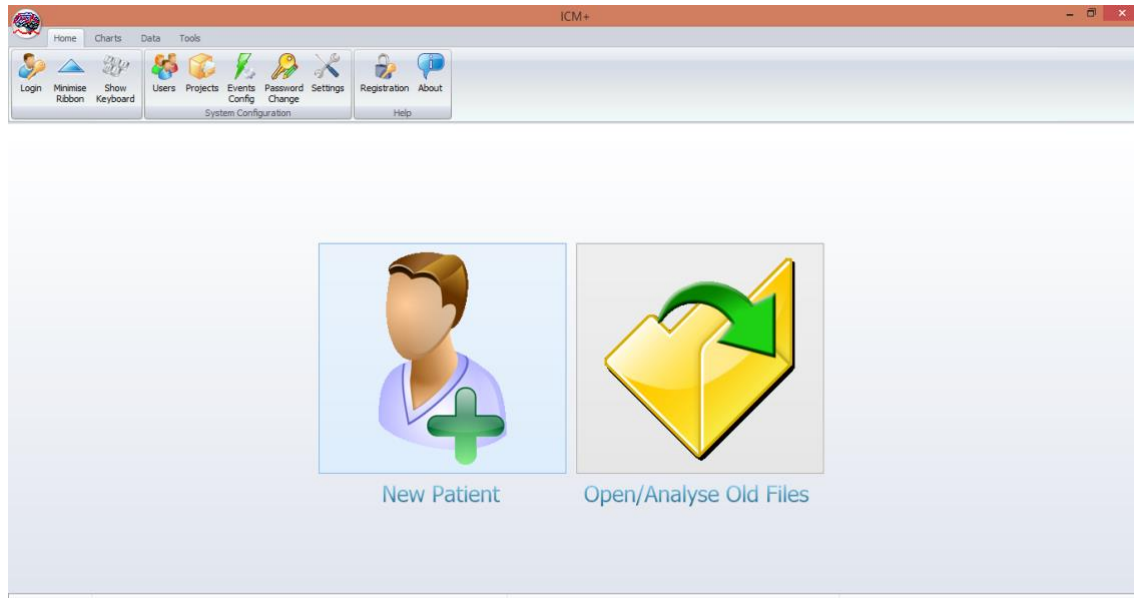 ICM+
Home Charts Data Tools
Login Minimise Ribbon Show Keyboard Users Projects Events Config Password Change Settings Registration About
System Configuration Help
New Patient Open/Analyse Old Files